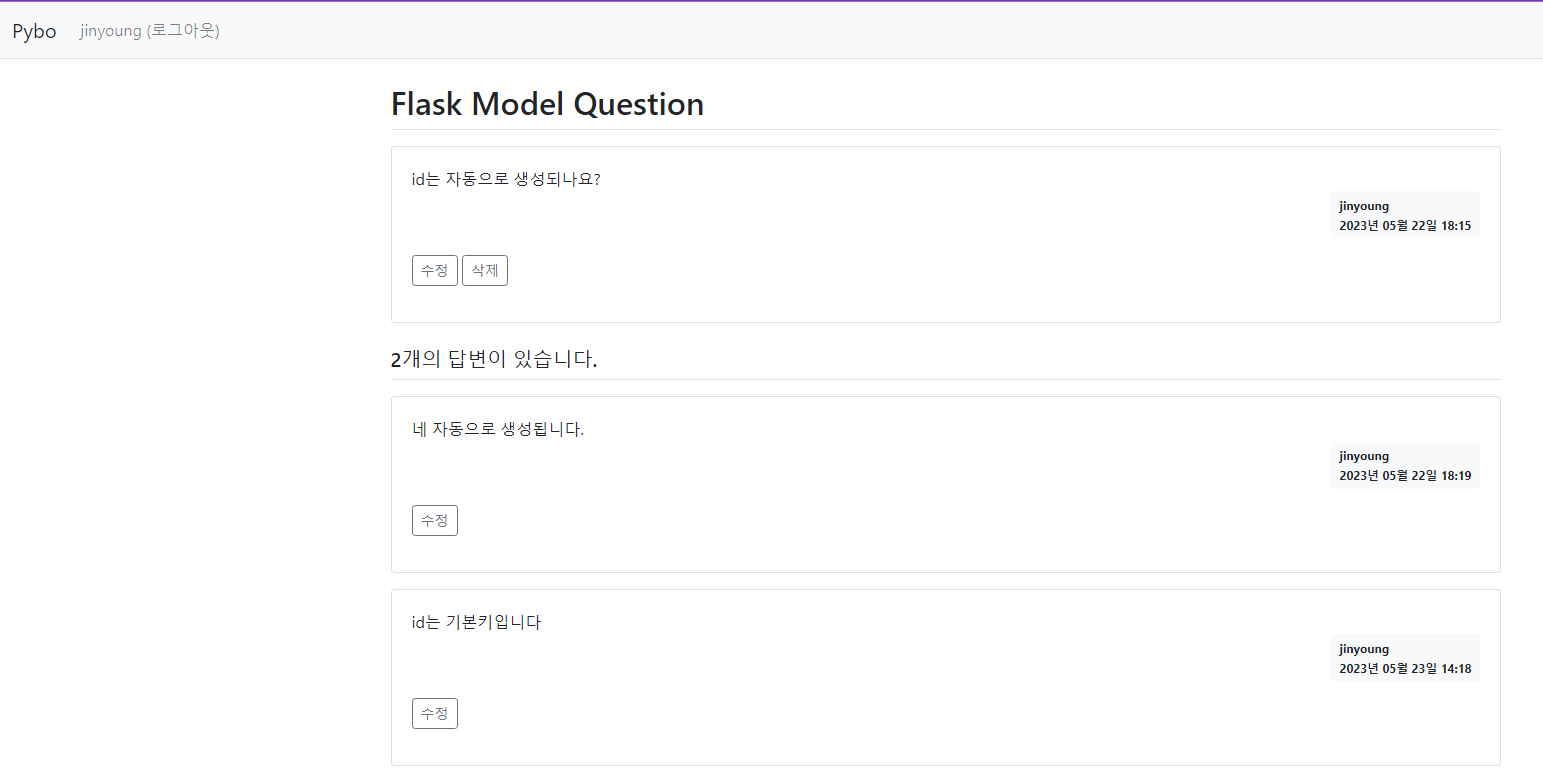 Pybo jinyoung (로그아웃)
Flask Model Question
id는 자동으로 생성되나요?
jinyoung
2023년 05월 22일 18:15
수정 삭제
2개의 답변이 있습니다.
네 자동으로 생성됩니다.
jinyoung
2023년 05월 22일 18:19
수정
id는 기본키입니다
jinyoung
2023년 05월 23일 14:18
수정